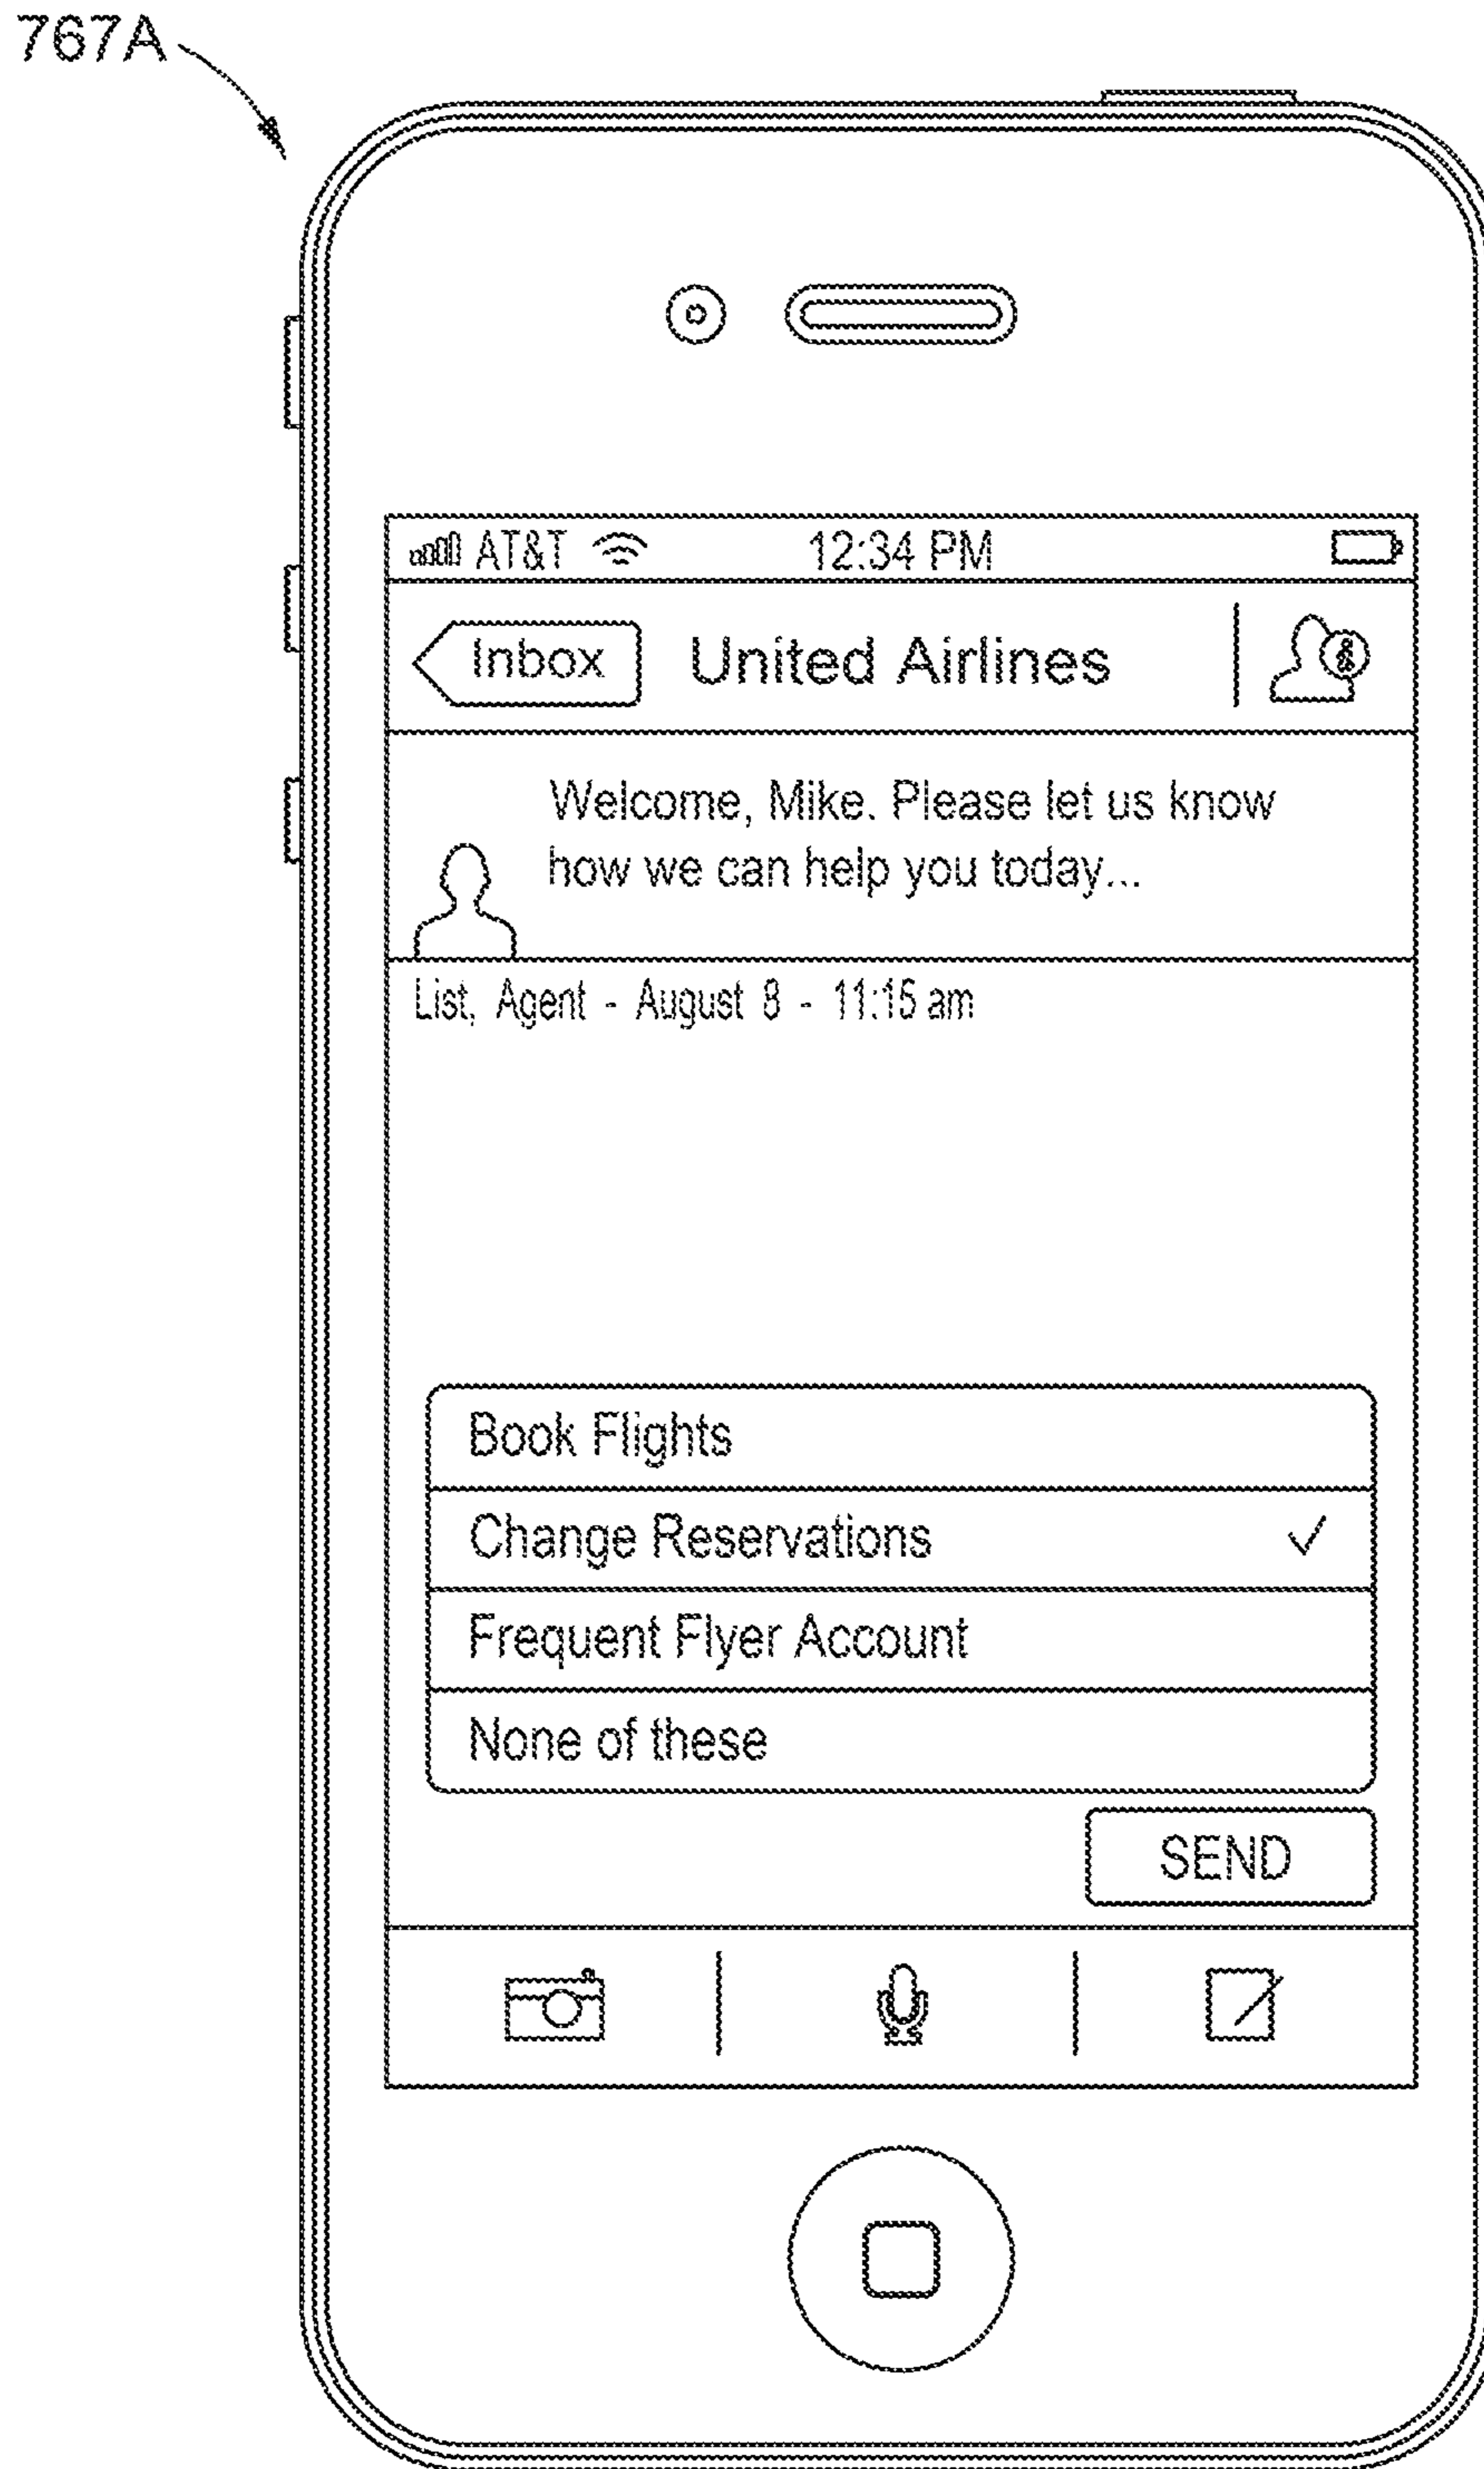 767A
AT&T 12:34 PM
Inbox United Airlines
Welcome, Mike. Please let us know
how we can help you today...
List, Agent - August 8 - 11:15 am
Book Flights
Change Reservations ✓
Frequent Flyer Account
None of these
SEND